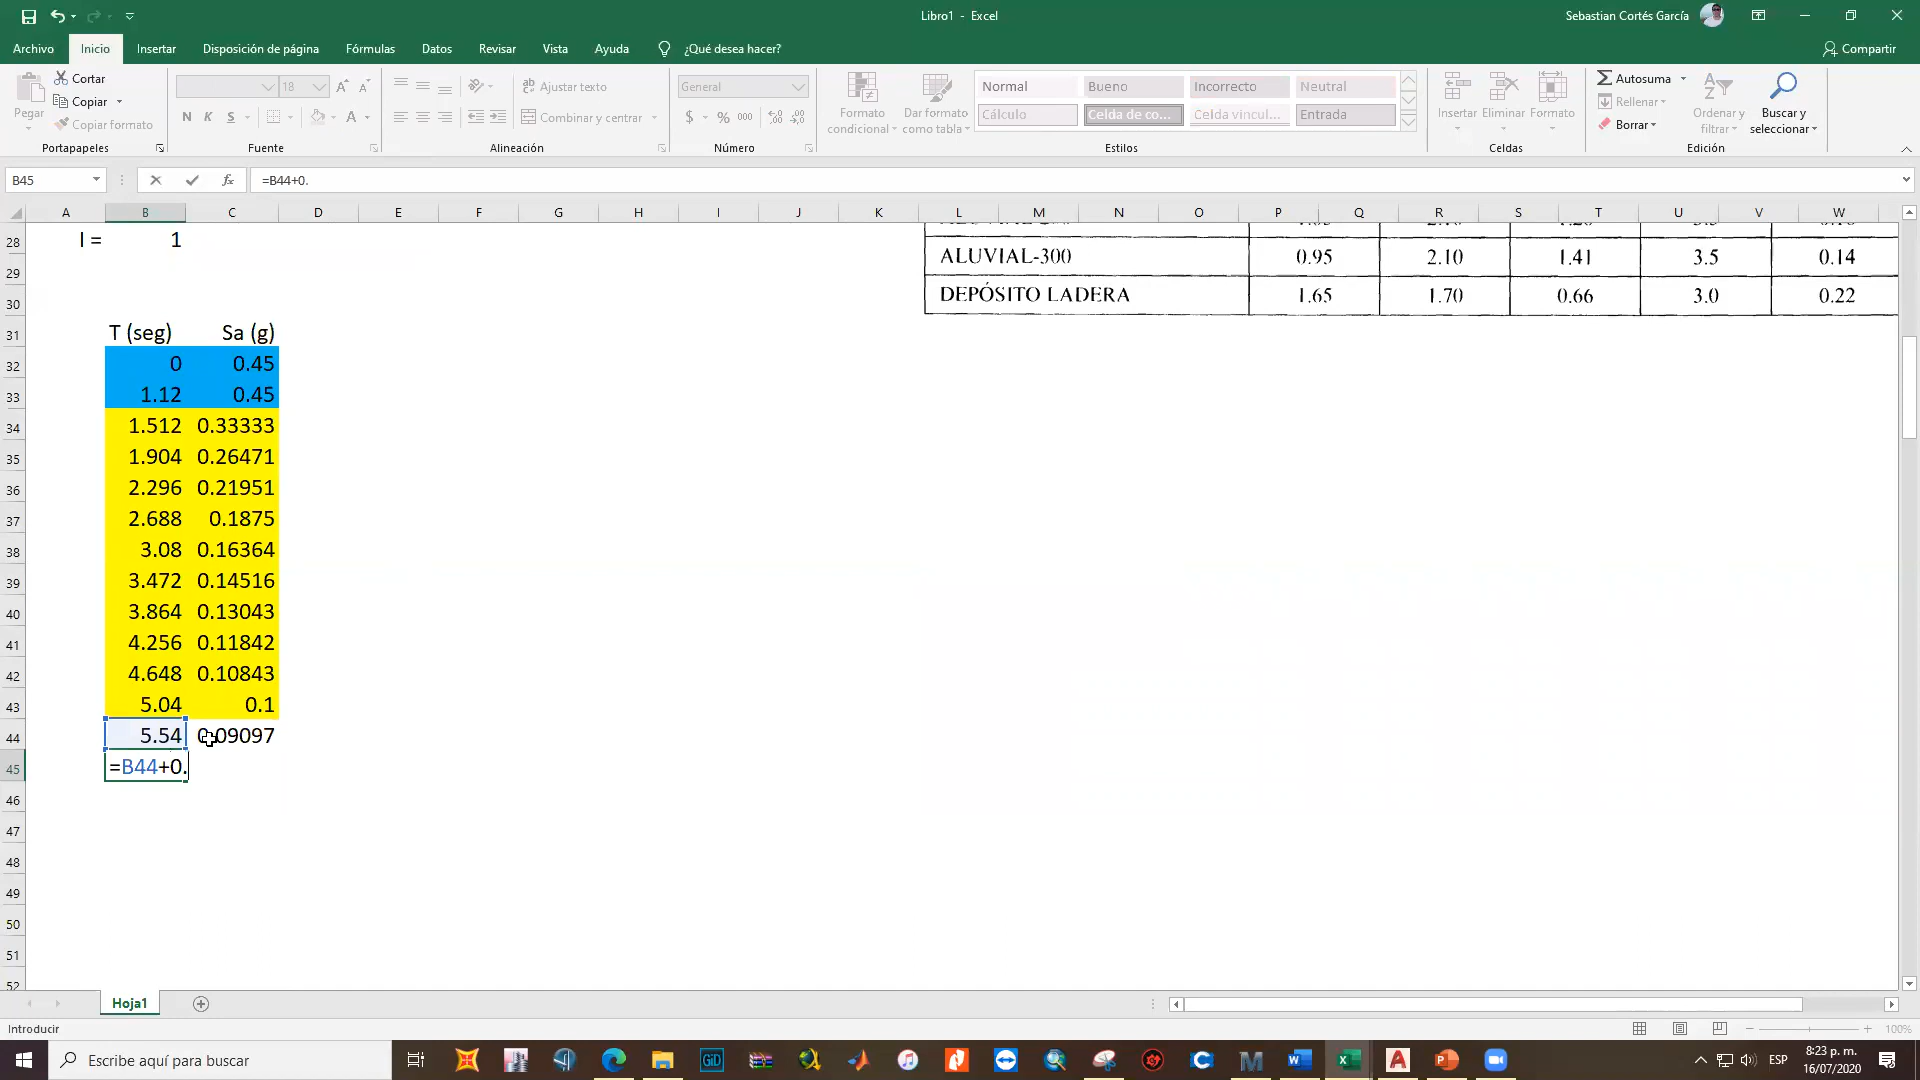 Libro1 - Excel
Sebastian Cortés García
Archivo Inicio Insertar Disposición de página Fórmulas Datos Revisar Vista Ayuda ¿Qué desea hacer? Compartir
Pegar
Cortar
Copiar
Copiar formato
Portapapeles
18
N K S
Fuente
Ajustar texto
Combinar y centrar
Alineación
General
$ % 000
Número
Formato condicional
Dar formato como tabla
Normal Bueno Incorrecto Neutral
Cálculo Celda de co... Celda vincul... Entrada
Estilos
Insertar Eliminar Formato
Celdas
Autosuma
Rellenar
Borrar
Ordenar y filtrar
Buscar y seleccionar
Edición
B45 fx =B44+0.
A B C D E F G H I J K L M N O P Q R S T U V W
28 I = 1
29 ALUVIAL-300 0.95 2.10 1.41 3.5 0.14
30 DEPÓSITO LADERA 1.65 1.70 0.66 3.0 0.22
31 T (seg) Sa (g)
32 0 0.45
33 1.12 0.45
34 1.512 0.33333
35 1.904 0.26471
36 2.296 0.21951
37 2.688 0.1875
38 3.08 0.16364
39 3.472 0.14516
40 3.864 0.13043
41 4.256 0.11842
42 4.648 0.10843
43 5.04 0.1
44 5.54 0.09097
45 =B44+0.
46
47
48
49
50
51
52
Hoja1
Introducir
100%
Escribe aquí para buscar
GiD
ESP
8:23 p. m.
16/07/2020